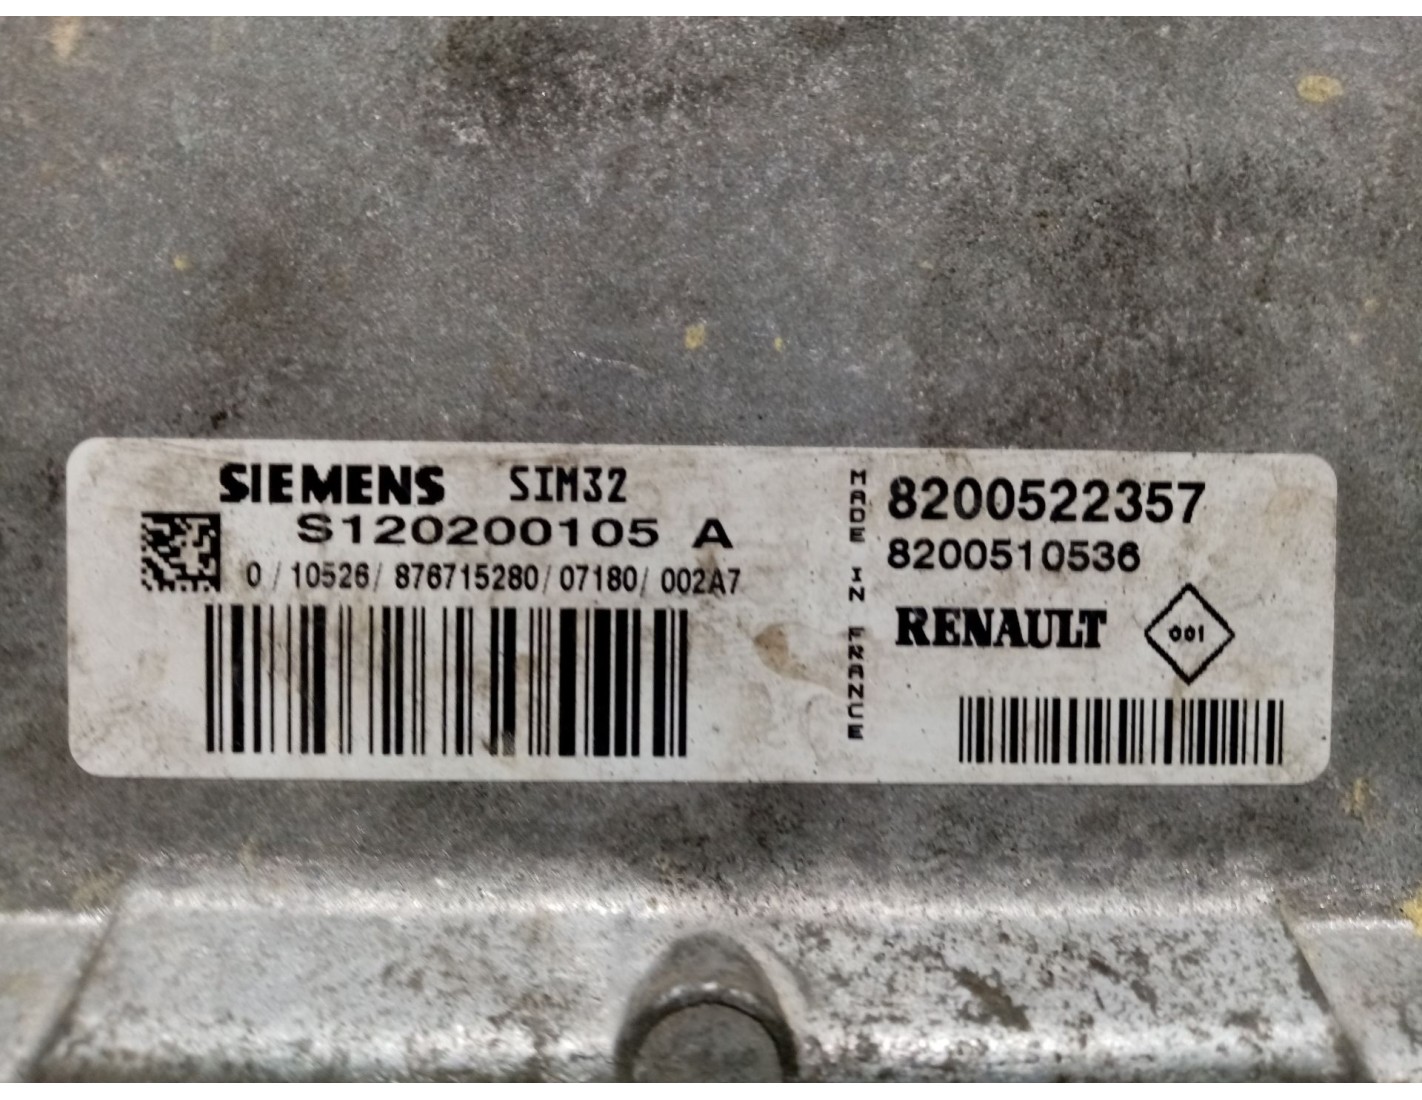 SIEMENS SIM32
S120200105 A
0 / 10526 / 876715280 / 07180 / 002A7
MADE IN FRANCE
8200522357
8200510536
RENAULT
001